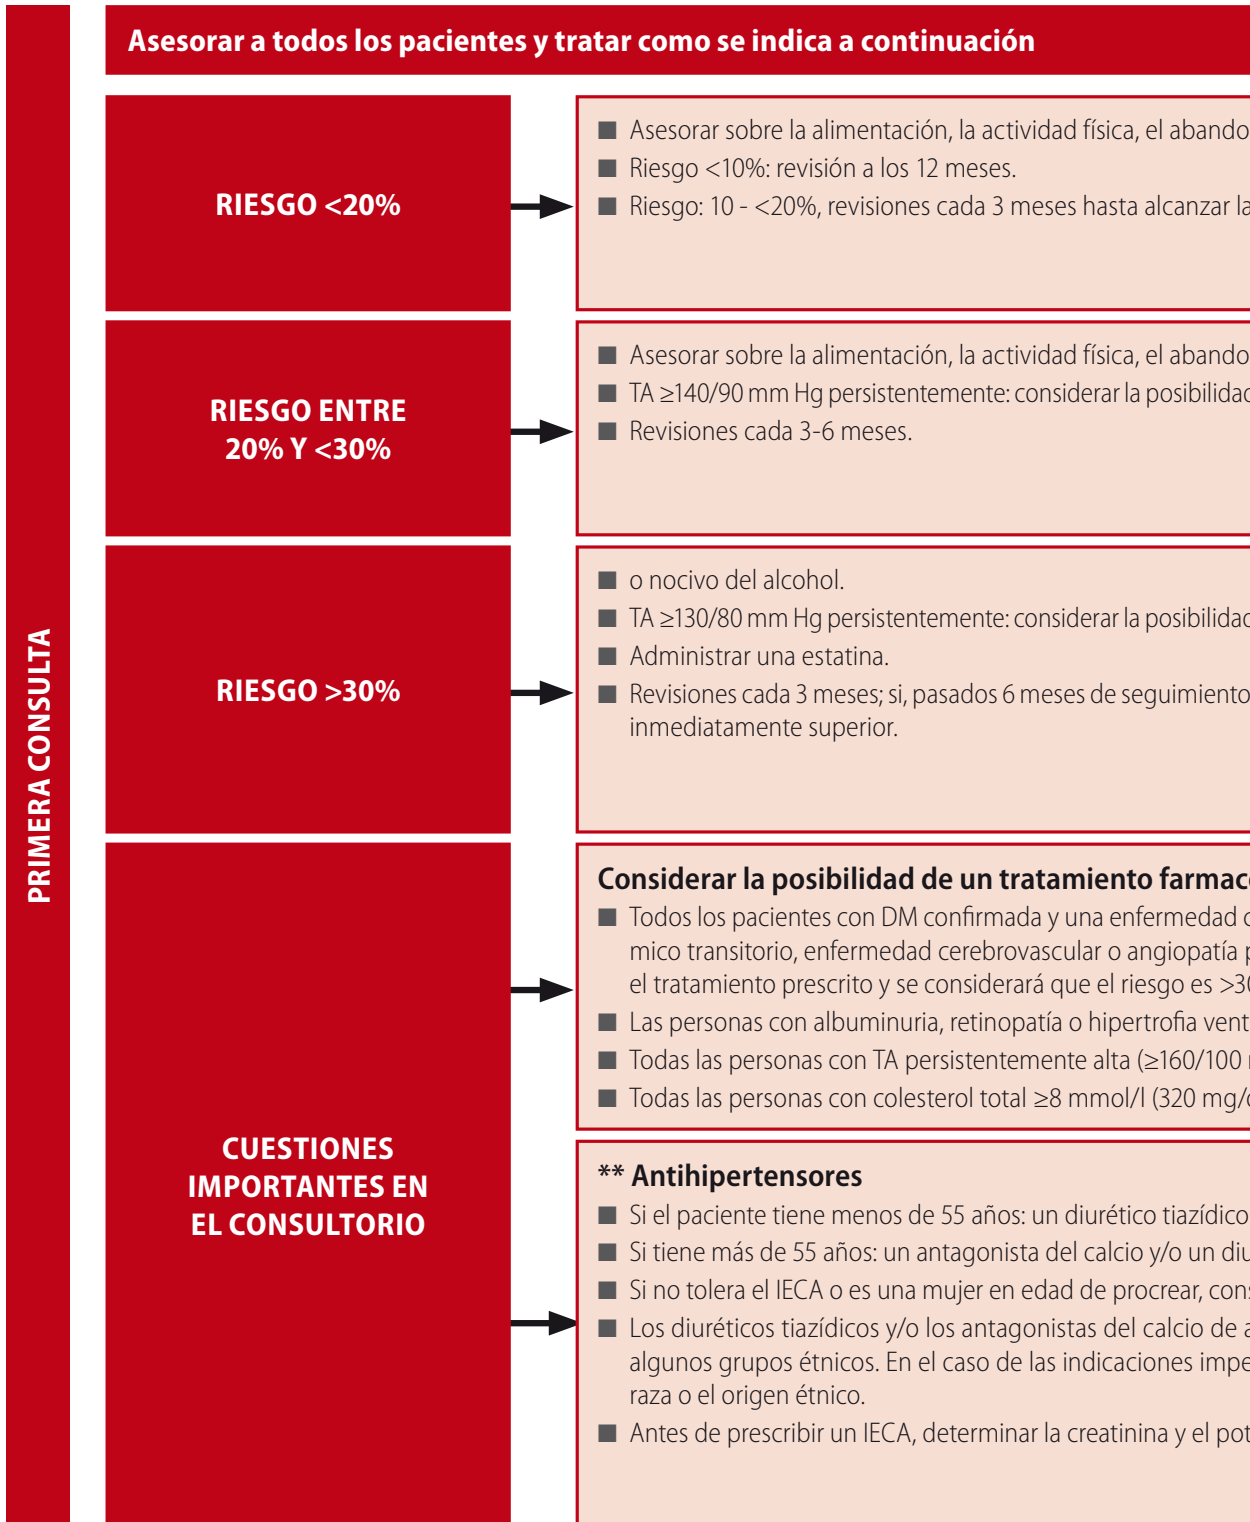 Asesorar a todos los pacientes y tratar como se indica a continuación
PRIMERA CONSULTA
RIESGO <20%
■ Asesorar sobre la alimentación, la actividad física, el abando
■ Riesgo <10%: revisión a los 12 meses.
■ Riesgo: 10 - <20%, revisiones cada 3 meses hasta alcanzar la
RIESGO ENTRE
20% Y <30%
■ Asesorar sobre la alimentación, la actividad física, el abando
■ TA ≥140/90 mm Hg persistentemente: considerar la posibilidad
■ Revisiones cada 3-6 meses.
RIESGO >30%
■ o nocivo del alcohol.
■ TA ≥130/80 mm Hg persistentemente: considerar la posibilidad
■ Administrar una estatina.
■ Revisiones cada 3 meses; si, pasados 6 meses de seguimiento
inmediatamente superior.
CUESTIONES
IMPORTANTES EN
EL CONSULTORIO
Considerar la posibilidad de un tratamiento farmac
■ Todos los pacientes con DM confirmada y una enfermedad
mico transitorio, enfermedad cerebrovascular o angiopatía p
el tratamiento prescrito y se considerará que el riesgo es >30
■ Las personas con albuminuria, retinopatía o hipertrofia vent
■ Todas las personas con TA persistentemente alta (≥160/100
■ Todas las personas con colesterol total ≥8 mmol/l (320 mg/
** Antihipertensores
■ Si el paciente tiene menos de 55 años: un diurético tiazídico
■ Si tiene más de 55 años: un antagonista del calcio y/o un diu
■ Si no tolera el IECA o es una mujer en edad de procrear, cons
■ Los diuréticos tiazídicos y/o los antagonistas del calcio de a
algunos grupos étnicos. En el caso de las indicaciones impe
raza o el origen étnico.
■ Antes de prescribir un IECA, determinar la creatinina y el pot